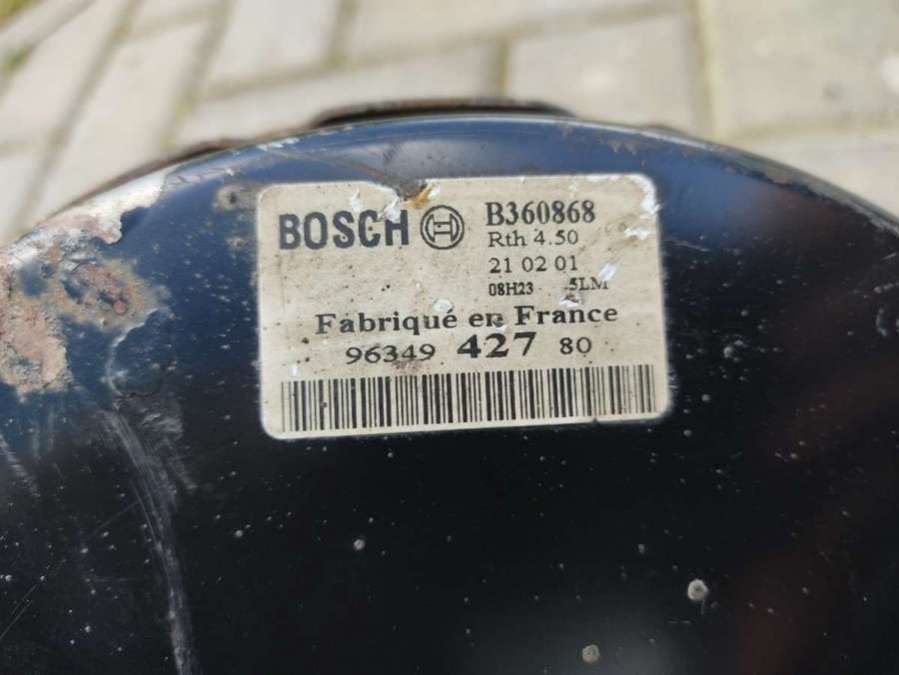 BOSCH B360868
Rth 4.50
21 02 01
08H23 5LM
Fabriqué en France
96349 427 80